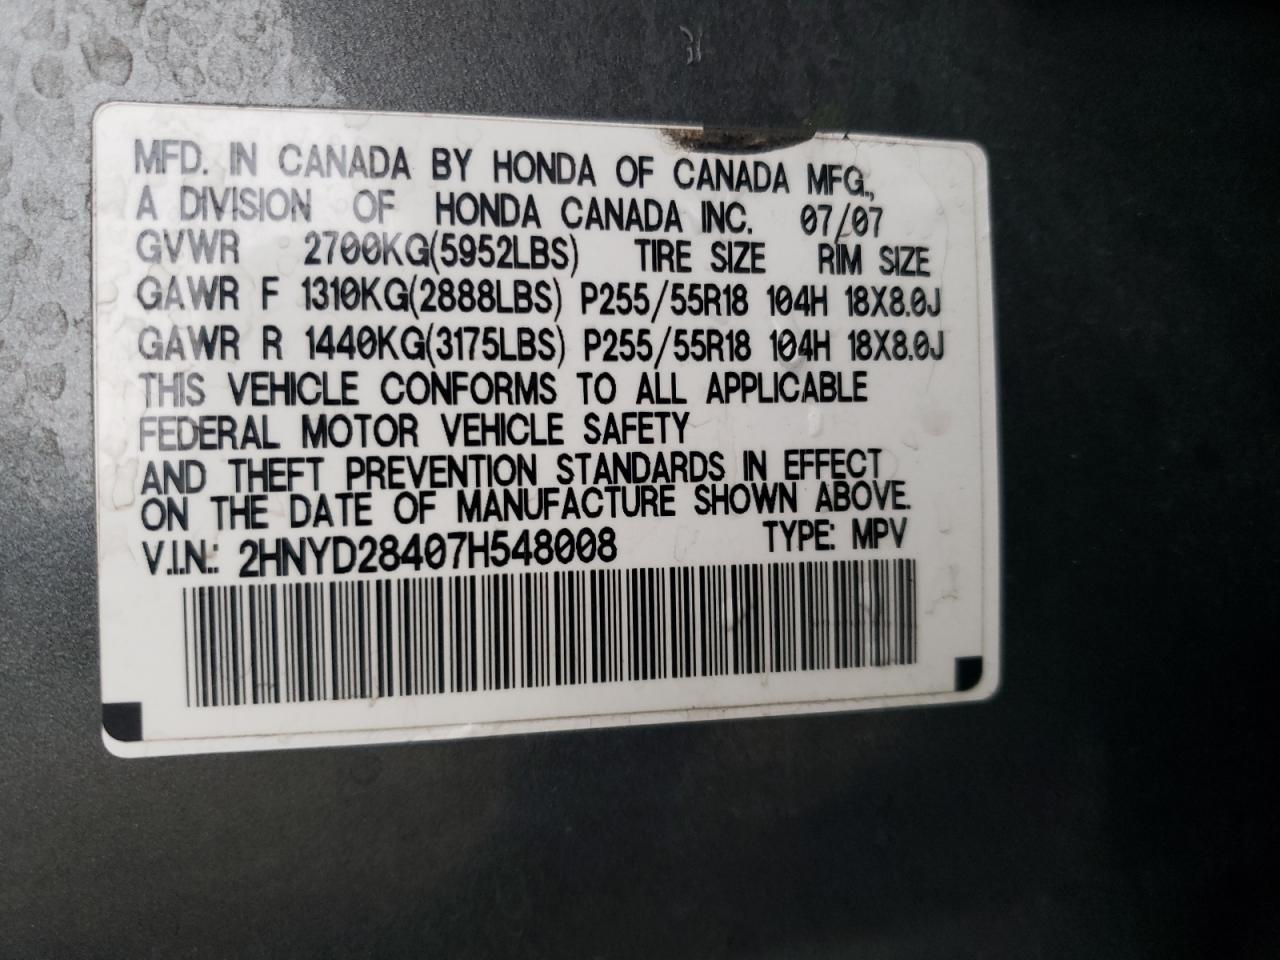 MFD. IN CANADA BY HONDA OF CANADA MFG.,
A DIVISION OF HONDA CANADA INC. 07/07
GVWR 2700KG(5952LBS) TIRE SIZE RIM SIZE
GAWR F 1310KG(2888LBS) P255/55R18 104H 18X8.0J
GAWR R 1440KG(3175LBS) P255/55R18 104H 18X8.0J
THIS VEHICLE CONFORMS TO ALL APPLICABLE
FEDERAL MOTOR VEHICLE SAFETY
AND THEFT PREVENTION STANDARDS IN EFFECT
ON THE DATE OF MANUFACTURE SHOWN ABOVE.
V.I.N.: 2HNYD28407H548008 TYPE: MPV